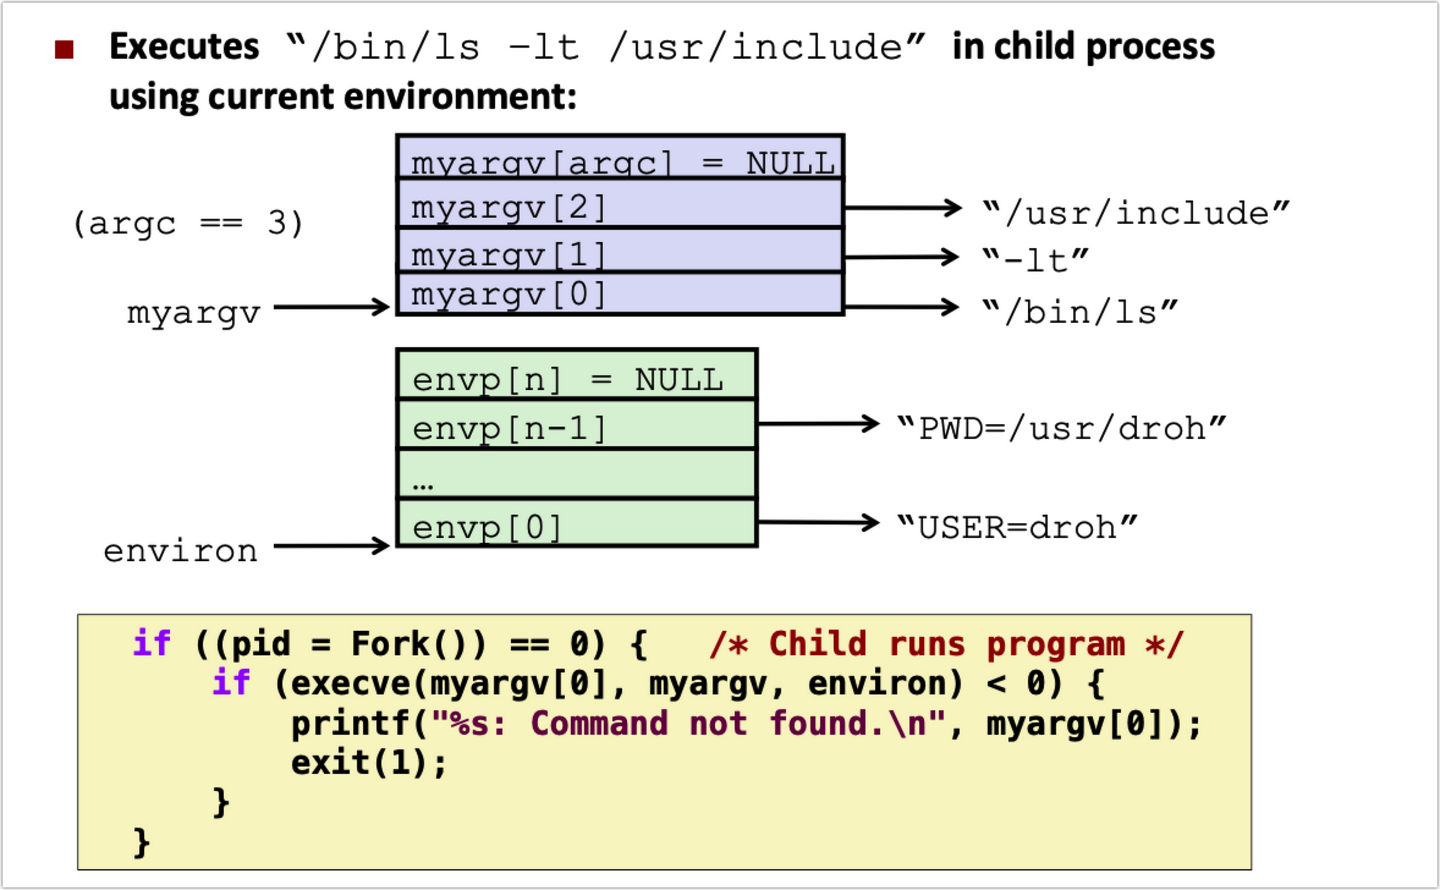 Executes “/bin/ls –lt /usr/include” in child process
using current environment:
myargv[argc] = NULL
(argc == 3)
myargv[2]
“/usr/include”
myargv[1]
“-lt”
myargv
myargv[0]
“/bin/ls”
envp[n] = NULL
envp[n-1]
“PWD=/usr/droh”
…
environ
envp[0]
“USER=droh”
if ((pid = Fork()) == 0) {   /* Child runs program */
    if (execve(myargv[0], myargv, environ) < 0) {
        printf("%s: Command not found.\n", myargv[0]);
        exit(1);
    }
}